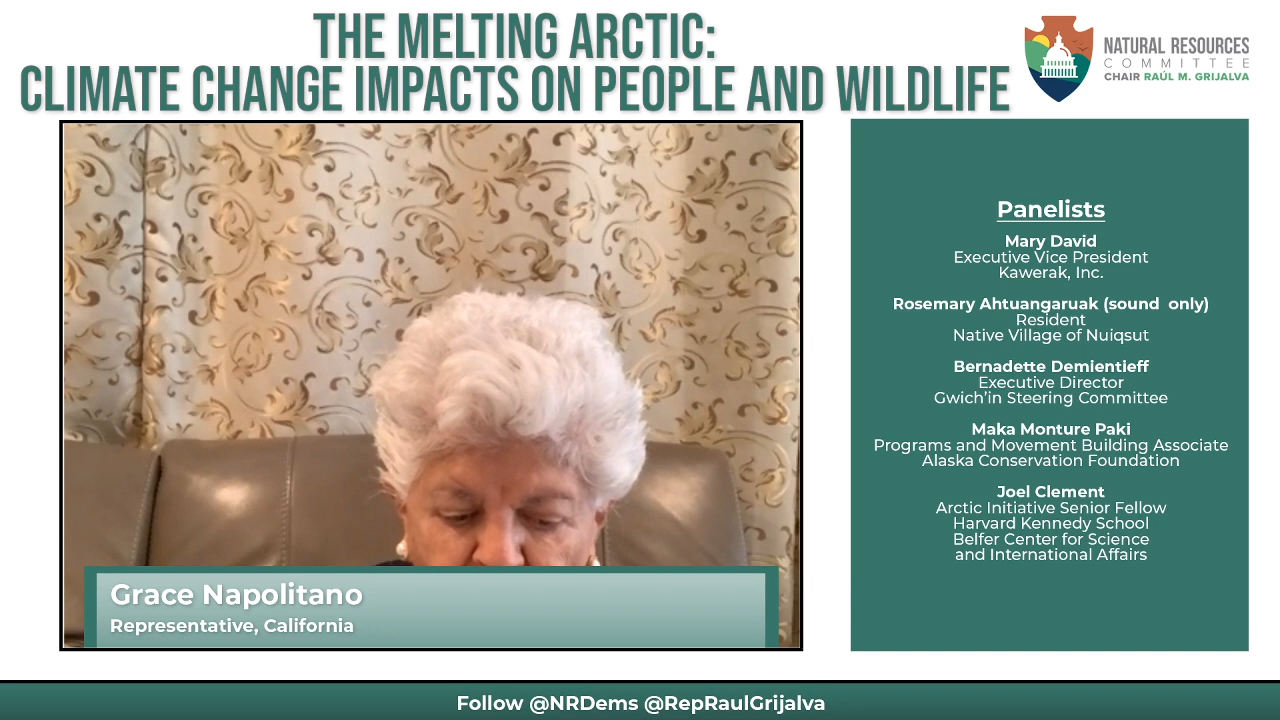 THE MELTING ARCTIC:
CLIMATE CHANGE IMPACTS ON PEOPLE AND WILDLIFE
NATURAL RESOURCES
COMMITTEE
CHAIR RAÚL M. GRIJALVA
Grace Napolitano
Representative, California
Panelists
Mary David
Executive Vice President
Kawerak, Inc.
Rosemary Ahtuangaruak (sound only)
Resident
Native Village of Nuiqsut
Bernadette Demientieff
Executive Director
Gwich'in Steering Committee
Maka Monture Paki
Programs and Movement Building Associate
Alaska Conservation Foundation
Joel Clement
Arctic Initiative Senior Fellow
Harvard Kennedy School
Belfer Center for Science
and International Affairs
Follow @NRDems @RepRaulGrijalva